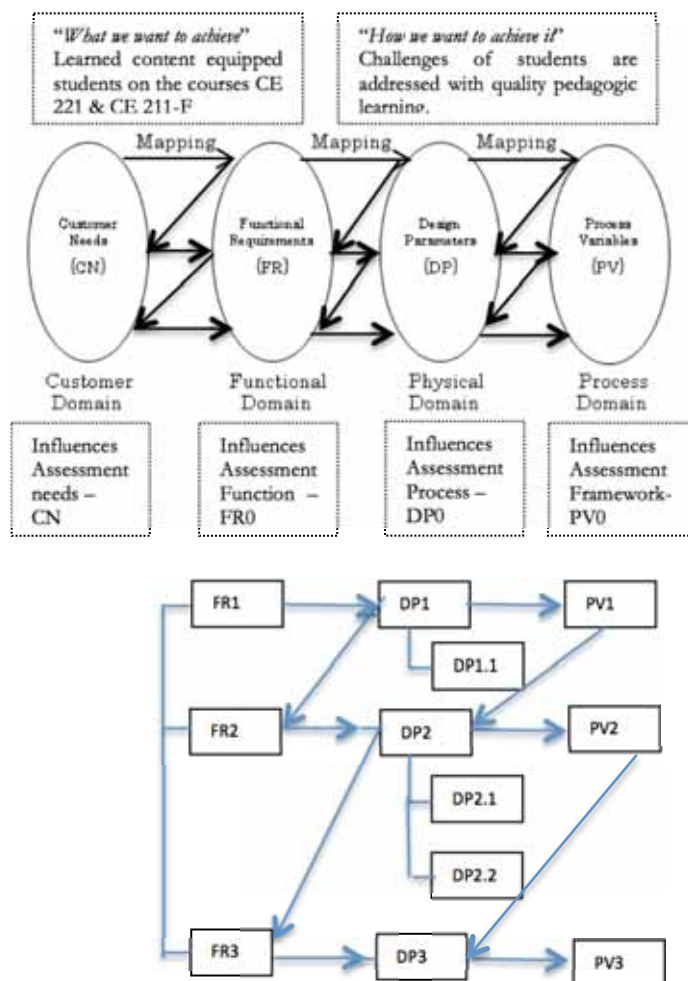 “What we want to achieve”
Learned content equipped
students on the courses CE
221 & CE 211-F
“How we want to achieve it”
Challenges of students are
addressed with quality pedagogic
learning.
Mapping
Mapping
Mapping
Customer
Needs
(CN)
Functional
Requirements
(FR)
Design
Parameters
(DP)
Process
Variables
(PV)
Customer
Domain
Functional
Domain
Physical
Domain
Process
Domain
Influences
Assessment
needs –
CN
Influences
Assessment
Function –
FR0
Influences
Assessment
Process –
DP0
Influences
Assessment
Framework-
PV0
FR1
DP1
PV1
DP1.1
FR2
DP2
PV2
DP2.1
DP2.2
FR3
DP3
PV3